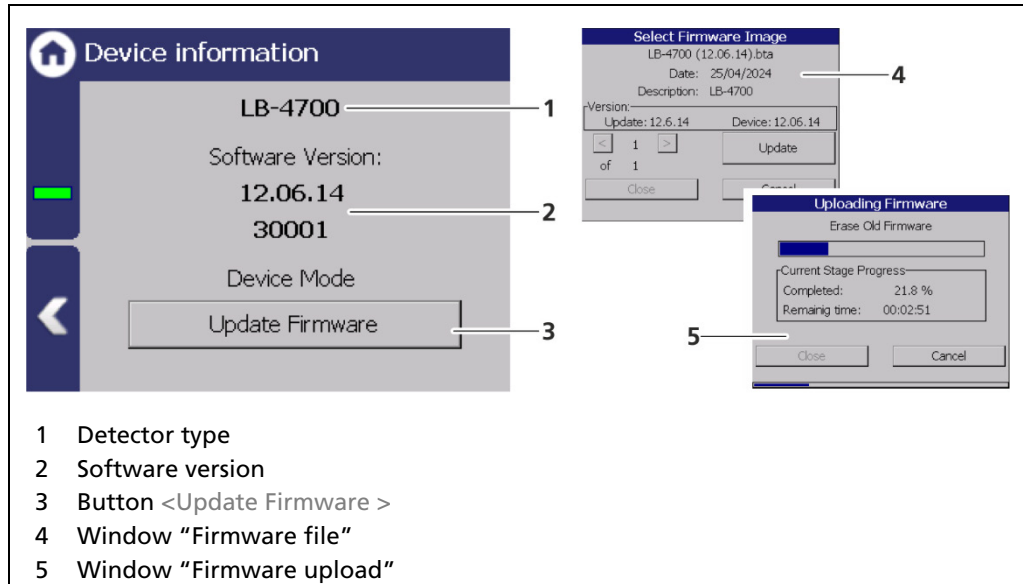 Device information
LB-4700
1
Software Version:
12.06.14
2
30001
Device Mode
Update Firmware
3
Select Firmware Image
LB-4700 (12.06.14).bta
Date: 25/04/2024
4
Description: LB-4700
Version:
Update: 12.6.14 Device: 12.06.14
< 1 > Update
of 1
Close Cancel
Uploading Firmware
Erase Old Firmware
Current Stage Progress
Completed: 21.8 %
Remainig time: 00:02:51
5
Close Cancel
1 Detector type
2 Software version
3 Button <Update Firmware >
4 Window “Firmware file”
5 Window “Firmware upload”